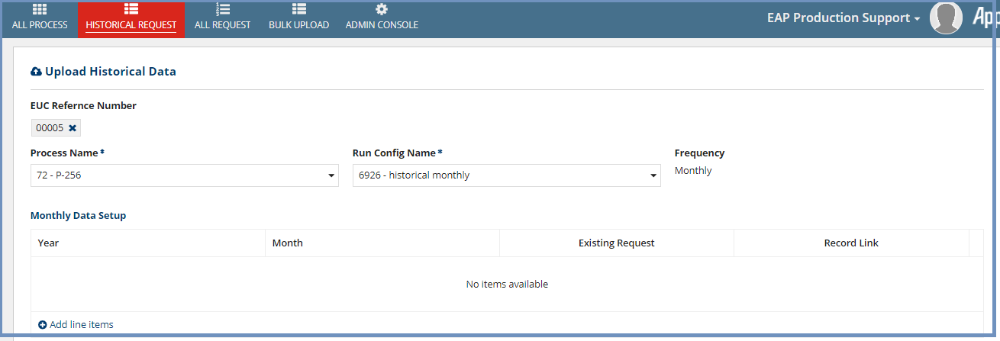 ALL PROCESS HISTORICAL REQUEST ALL REQUEST BULK UPLOAD ADMIN CONSOLE EAP Production Support
Upload Historical Data
EUC Refernce Number
00005
Process Name * Run Config Name * Frequency
72 - P-256 6926 - historical monthly Monthly
Monthly Data Setup
Year Month Existing Request Record Link
No items available
Add line items